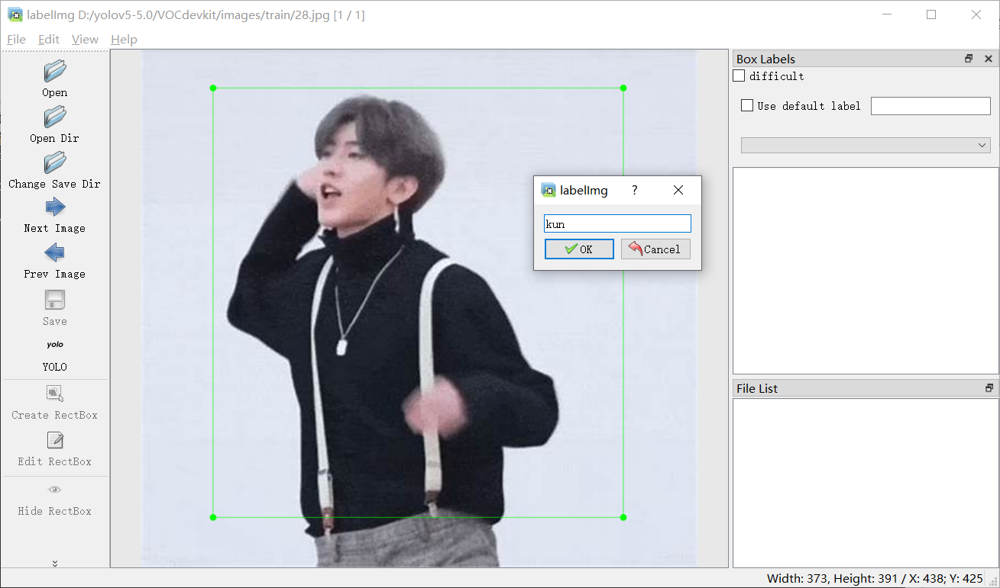 labelImg D:/yolov5-5.0/VOCdevkit/images/train/28.jpg [1 / 1]
File Edit View Help
Open
Open Dir
Change Save Dir
Next Image
Prev Image
Save
yolo
YOLO
Create RectBox
Edit RectBox
Hide RectBox
labelImg ?
kun
OK Cancel
Box Labels
difficult
Use default label
File List
Width: 373, Height: 391 / X: 438; Y: 425